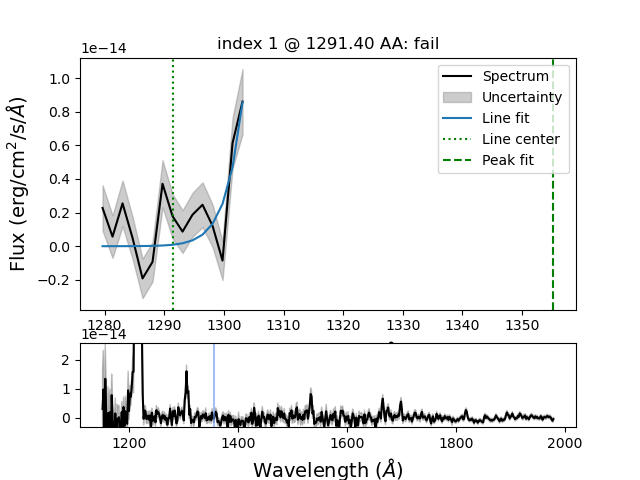 index 1 @ 1291.40 AA: fail
1e−14
Flux (erg/cm²/s/Å)
1.0
0.8
0.6
0.4
0.2
0.0
−0.2
Spectrum
Uncertainty
Line fit
Line center
Peak fit
1280 1290 1300 1310 1320 1330 1340 1350
1e−14
2
1
0
1200 1400 1600 1800 2000
Wavelength (Å)